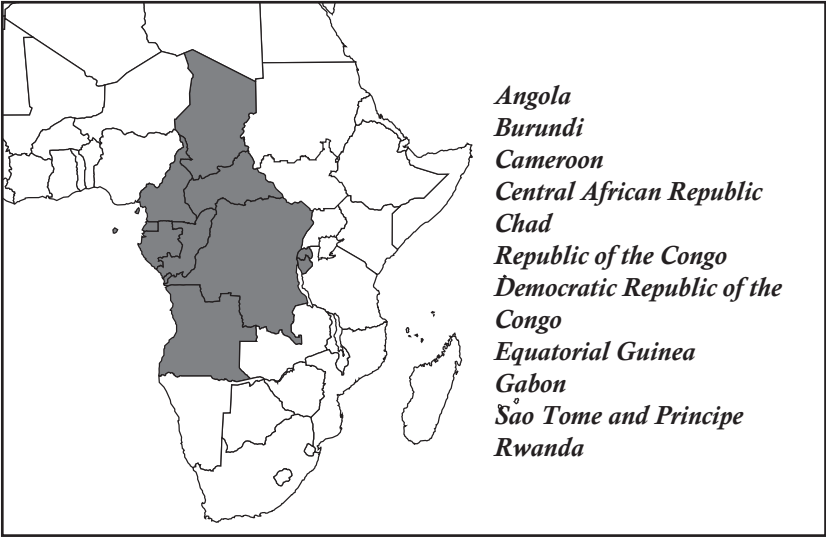 Angola
Burundi
Cameroon
Central African Republic
Chad
Republic of the Congo
Democratic Republic of the
Congo
Equatorial Guinea
Gabon
Sao Tome and Principe
Rwanda